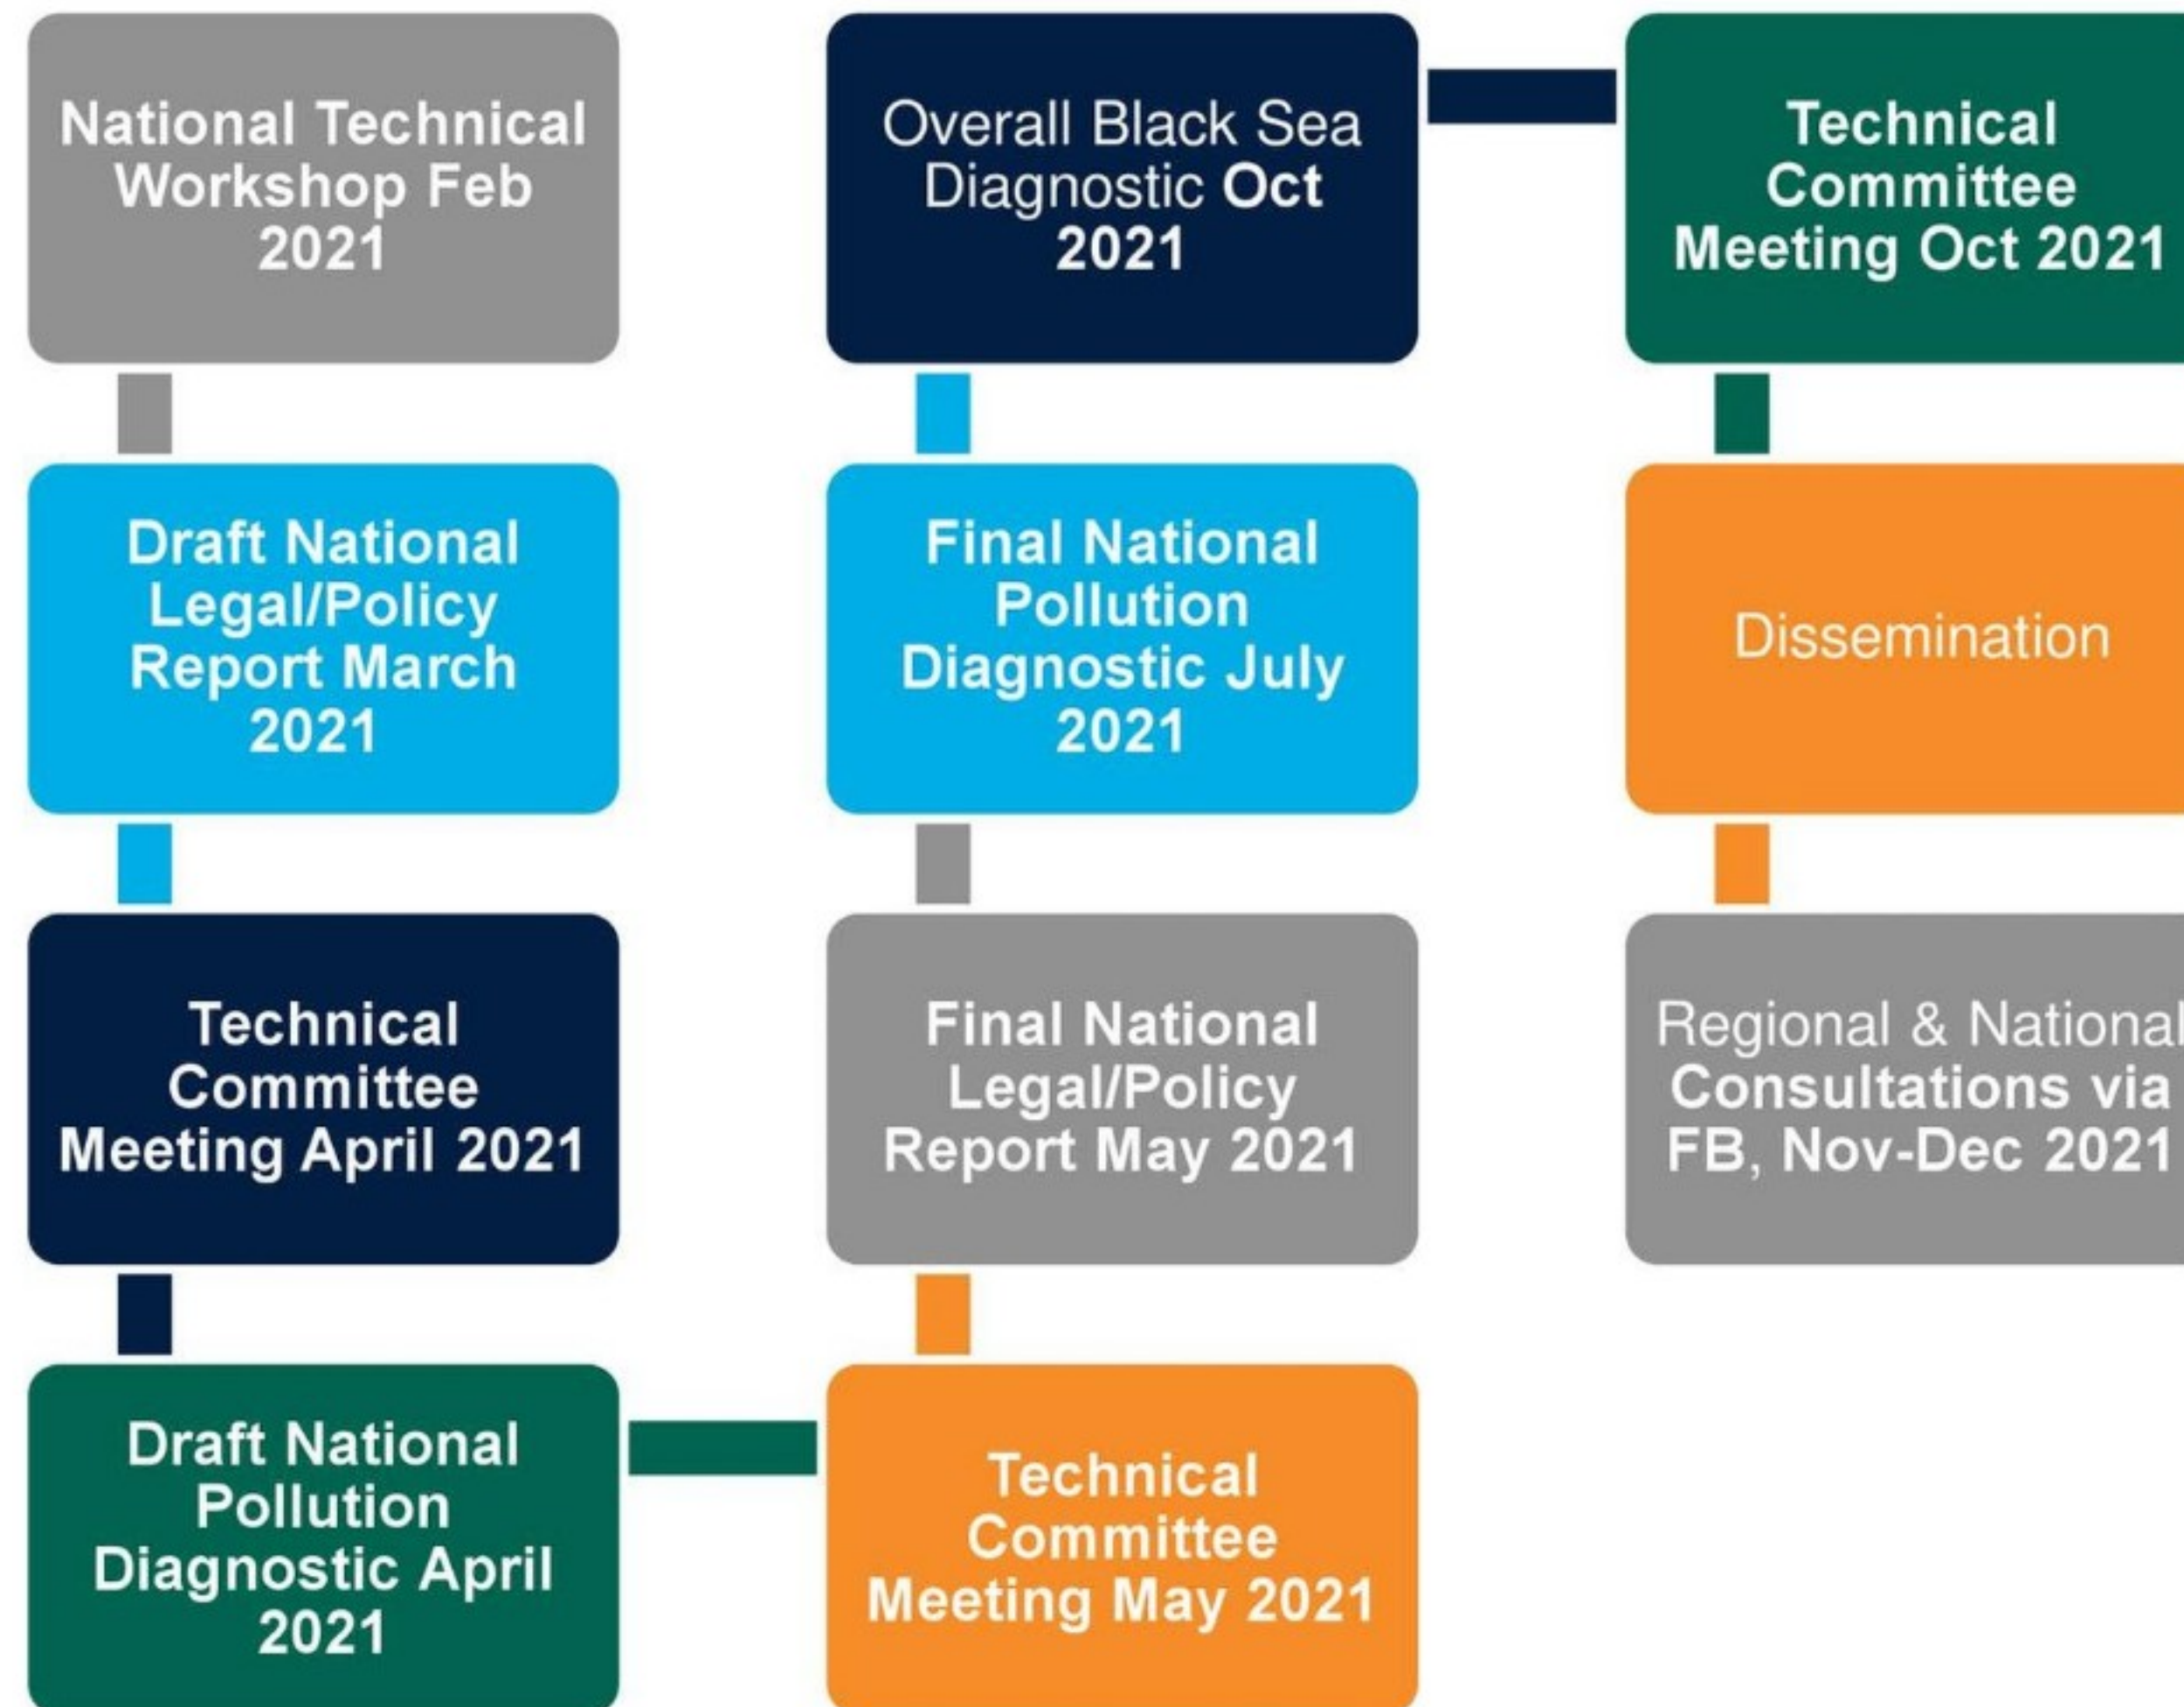 National Technical
Workshop Feb
2021
Draft National
Legal/Policy
Report March
2021
Technical
Committee
Meeting April 2021
Draft National
Pollution
Diagnostic April
2021
Technical
Committee
Meeting May 2021
Final National
Legal/Policy
Report May 2021
Final National
Pollution
Diagnostic July
2021
Overall Black Sea
Diagnostic Oct
2021
Technical
Committee
Meeting Oct 2021
Dissemination
Regional & National
Consultations via
FB, Nov-Dec 2021